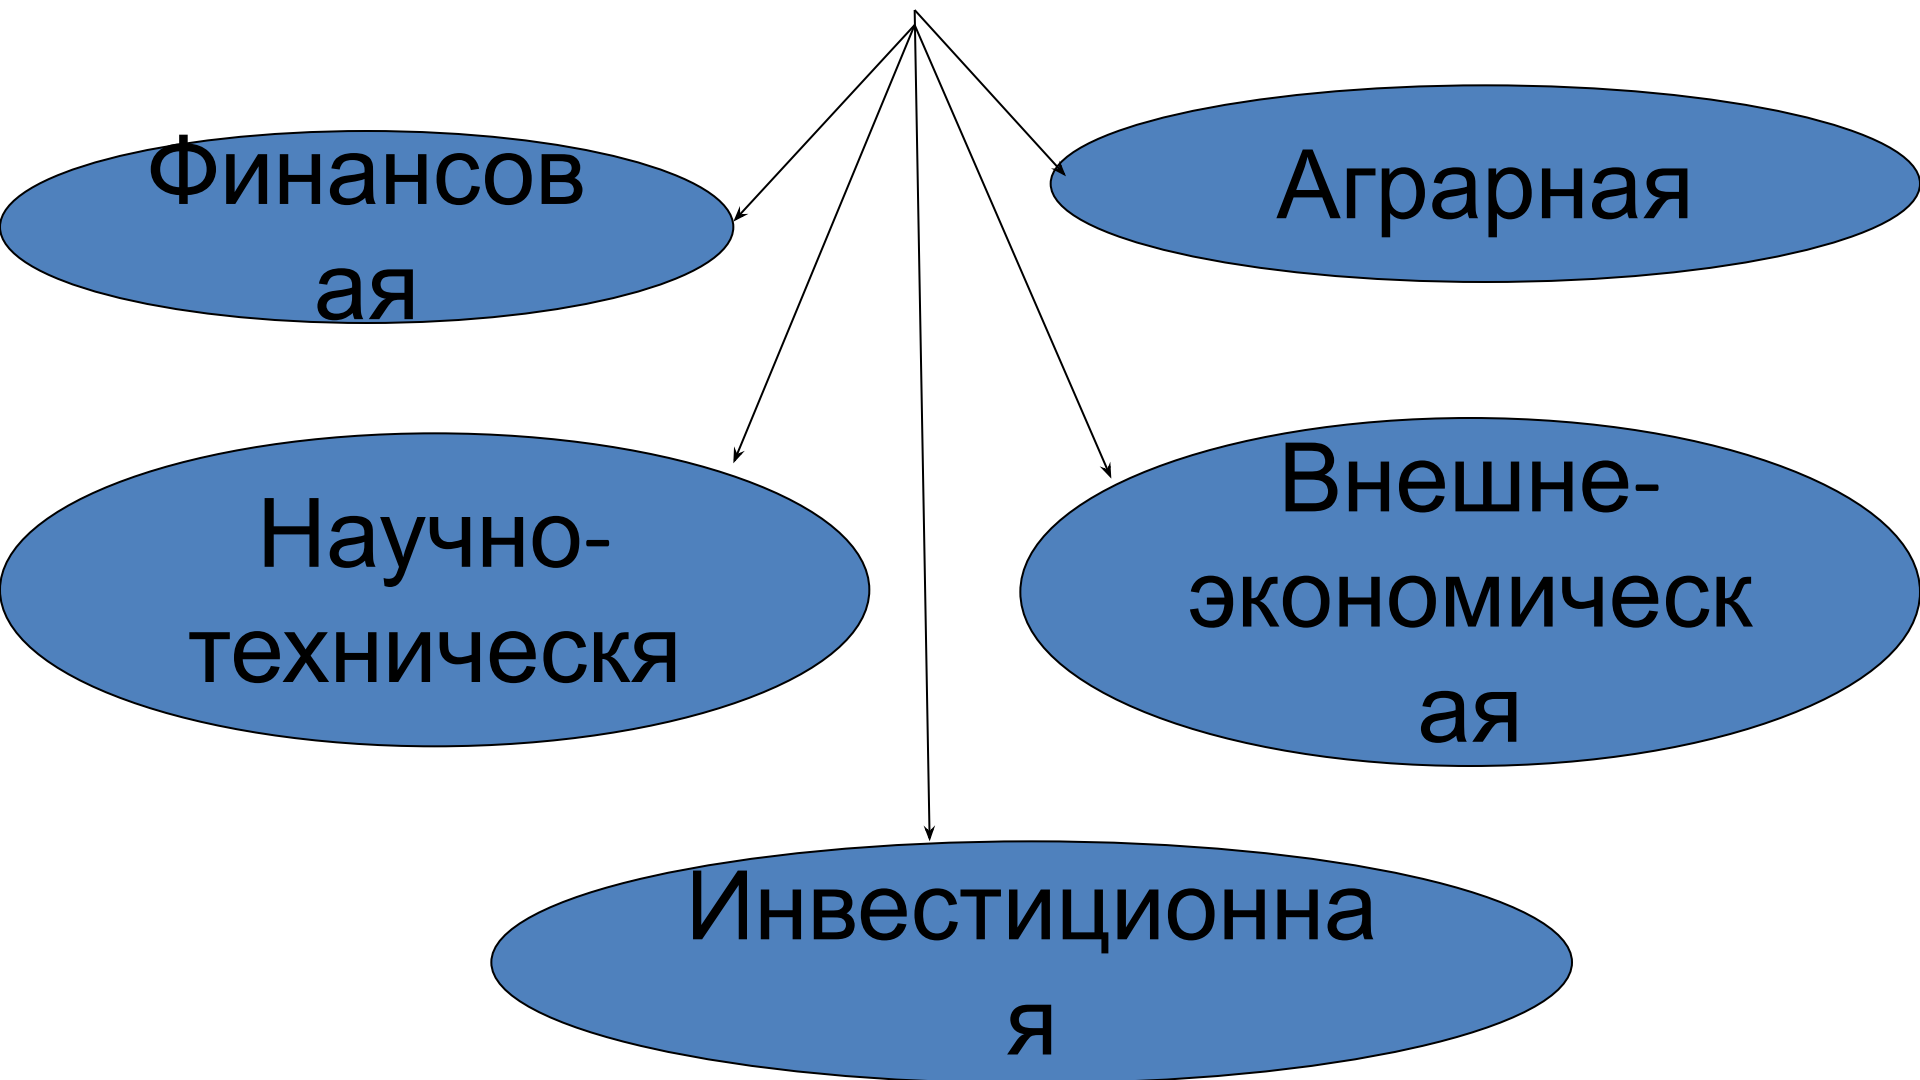 Финансов
ая
Аграрная
Научно-
техническя
Внешне-
экономическ
ая
Инвестиционна
я